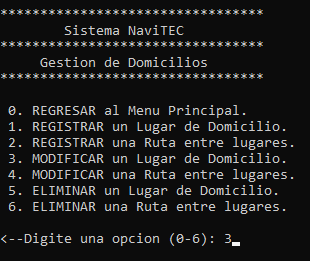 *********************************
Sistema NaviTEC
*********************************
Gestion de Domicilios
*********************************
0. REGRESAR al Menu Principal.
1. REGISTRAR un Lugar de Domicilio.
2. REGISTRAR una Ruta entre lugares.
3. MODIFICAR un Lugar de Domicilio.
4. MODIFICAR una Ruta entre lugares.
5. ELIMINAR un Lugar de Domicilio.
6. ELIMINAR una Ruta entre lugares.
<--Digite una opcion (0-6): 3